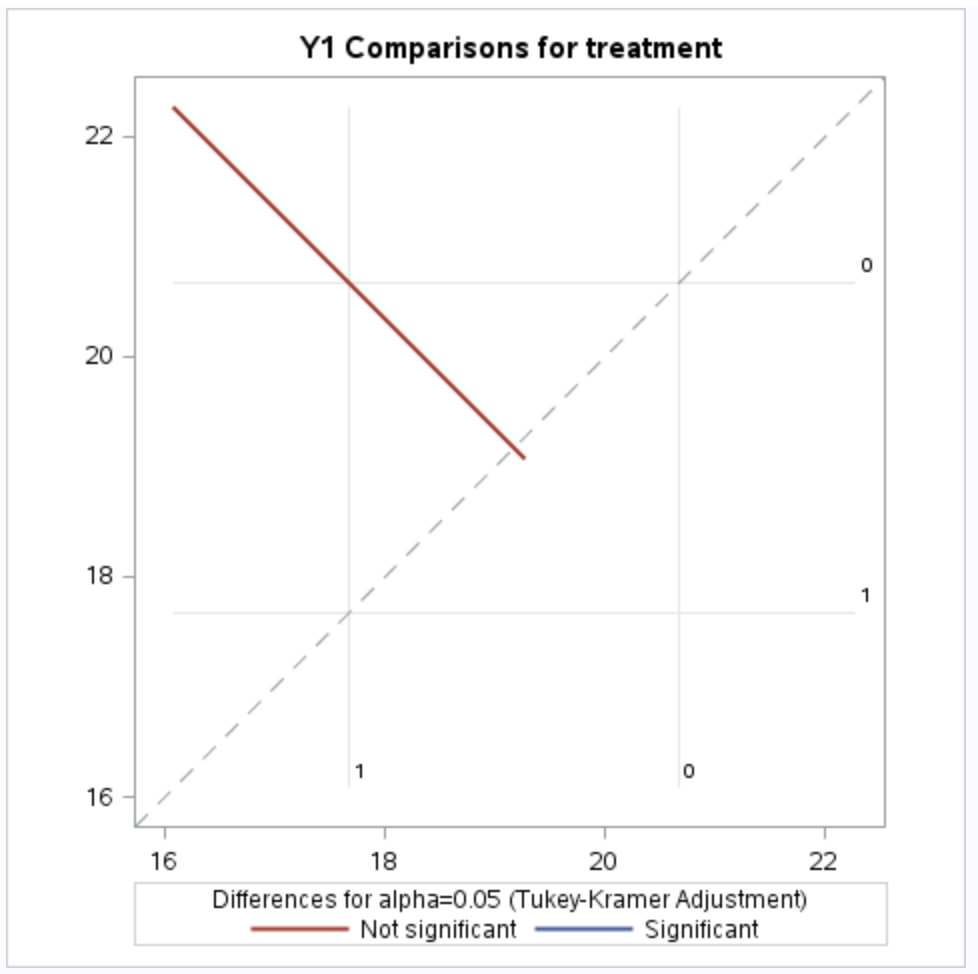 Y1 Comparisons for treatment
22
0
20
18
1
1
0
16
16 18 20 22
Differences for alpha=0.05 (Tukey-Kramer Adjustment)
Not significant Significant